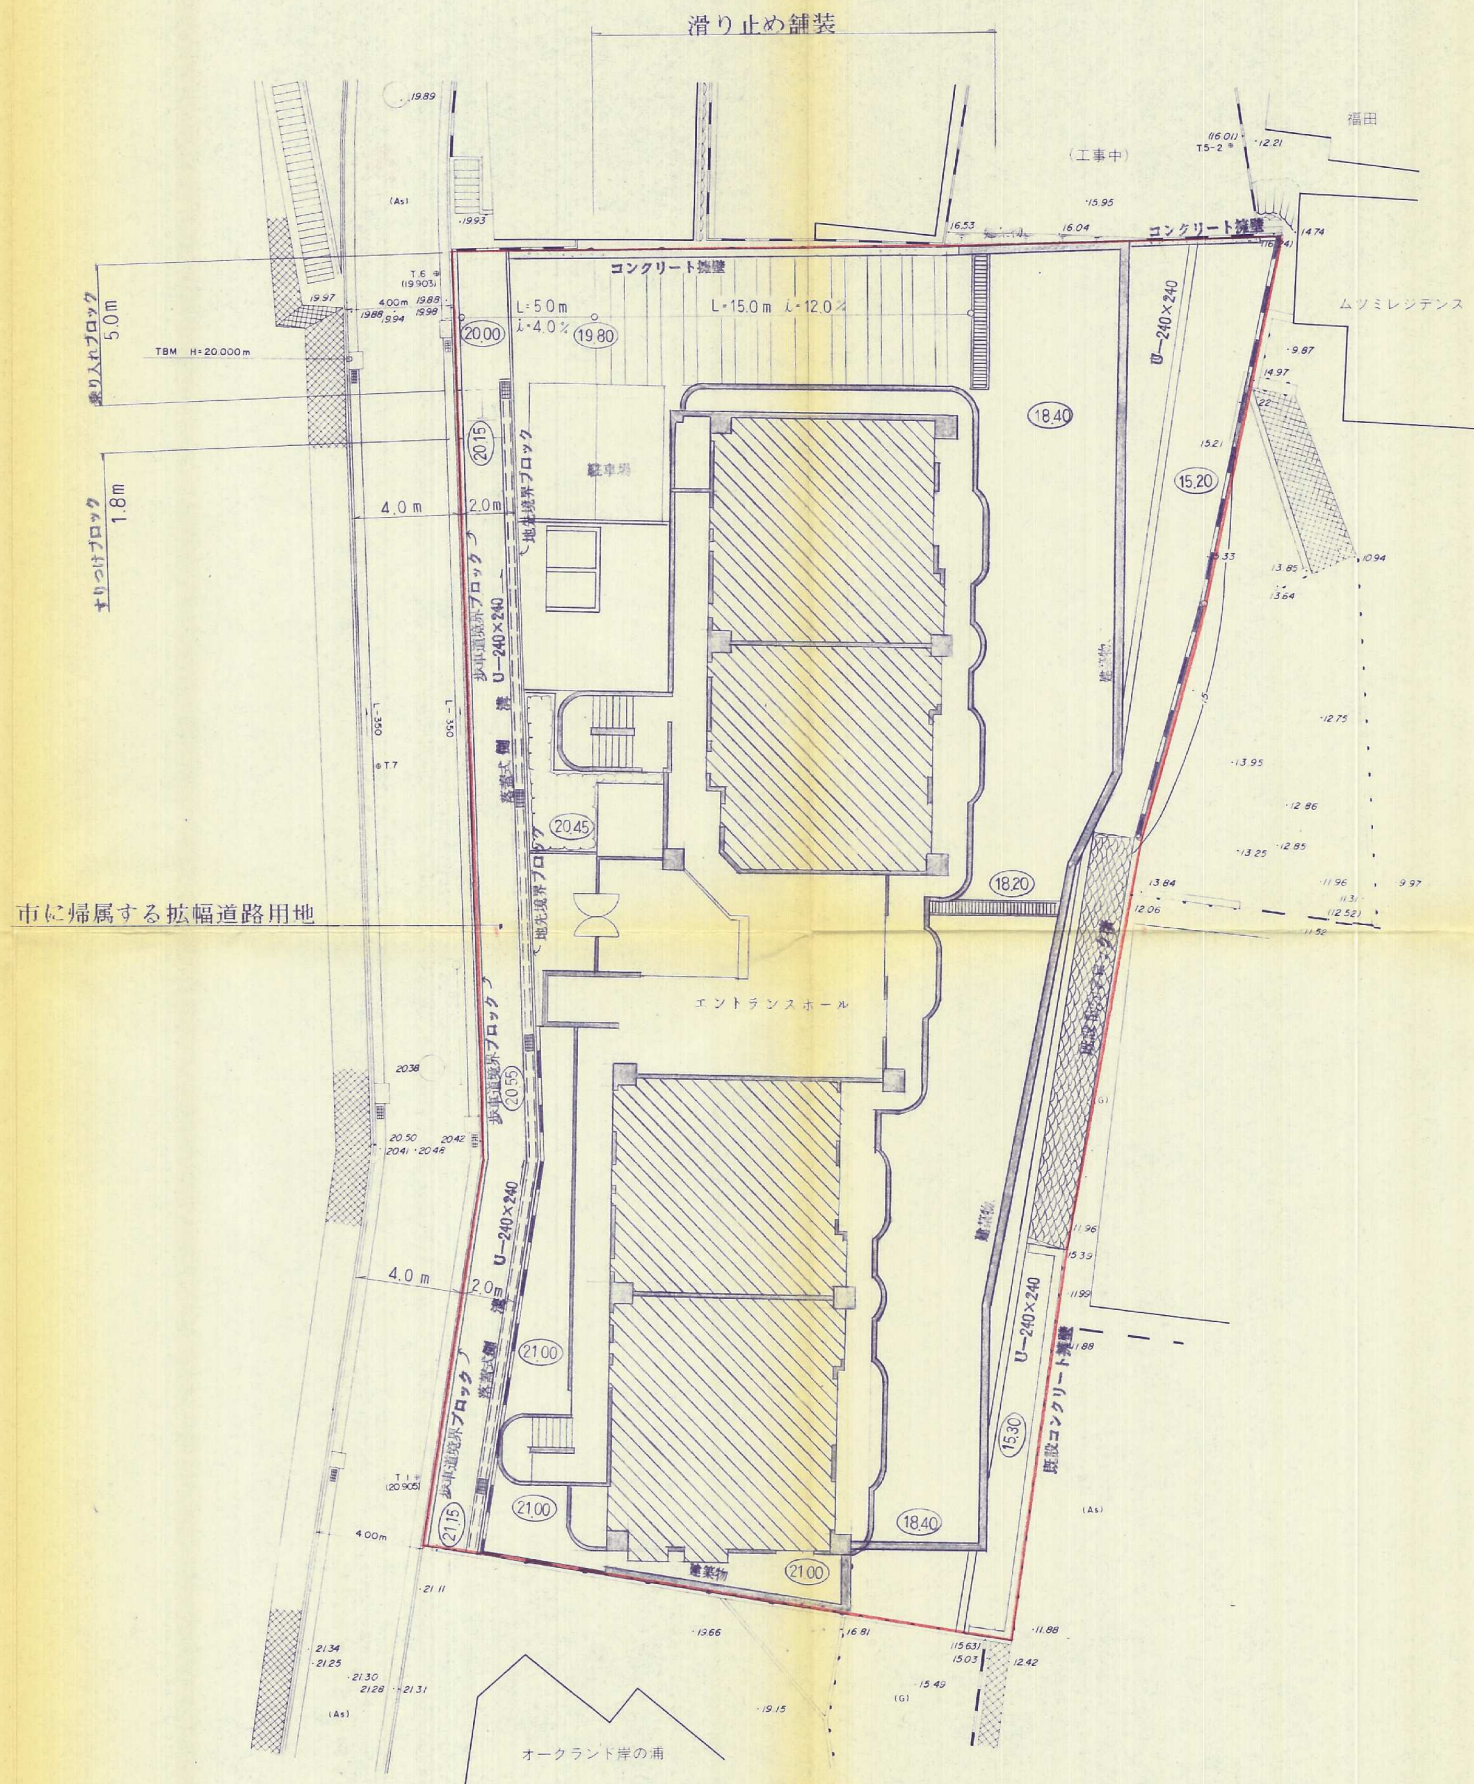 滑り止め舗装
19.89
(As)
19.93
福田
(16.01)
T5-2
12.21
(工事中)
15.95
16.53
16.04
コンクリート擁壁
14.74
コンクリート擁壁
T.6
(19.903)
19.97
4.00m
19.88
19.86
19.94
19.98
乗り入れブロック
5.0m
TBM H=20.000m
20.00
L=5.0m
i=4.0%
19.80
L=15.0m i=12.0%
U-240×240
ムツミレジデンス
9.87
14.97
18.40
20.15
15.21
15.20
駐車場
地先境界ブロック
すりつけブロック
1.8m
4.0m
2.0m
歩車道境界ブロック
U-240×240
落蓋式側溝
15.33
13.85
13.64
10.94
建築物
L-350
L-350
T.7
15
12.75
13.95
12.86
12.85
13.25
20.45
地先境界ブロック
18.20
13.84
12.06
11.96
9.97
(12.52)
11.52
市に帰属する拡幅道路用地
エントランスホール
歩車道境界ブロック
20.55
20.38
20.50
20.42
20.41
20.48
(G)
U-240×240
落蓋式側溝
4.0m
2.0m
建築物
11.96
15.39
11.99
U-240×240
11.88
既設コンクリート擁壁
21.00
15.30
歩車道境界ブロック
T.1
(20.905)
21.15
21.00
18.40
(As)
4.00m
建築物
21.00
21.11
19.66
16.81
(15.63)
15.03
11.88
12.42
21.34
21.25
21.30
21.28
21.31
(As)
19.15
15.49
(G)
オークランド岸の浦